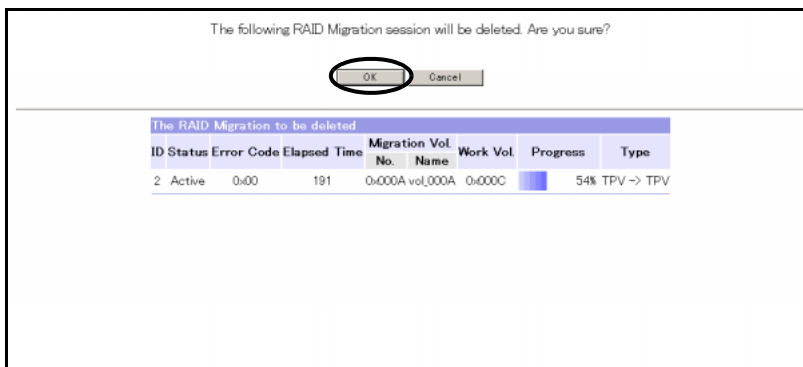 The following RAID Migration session will be deleted. Are you sure?
OK Cancel
The RAID Migration to be deleted
ID Status Error Code Elapsed Time Migration Vol. Work Vol. Progress Type
No. Name
2 Active 0x00 191 0x000A vol_000A 0x000C 54% TPV -> TPV